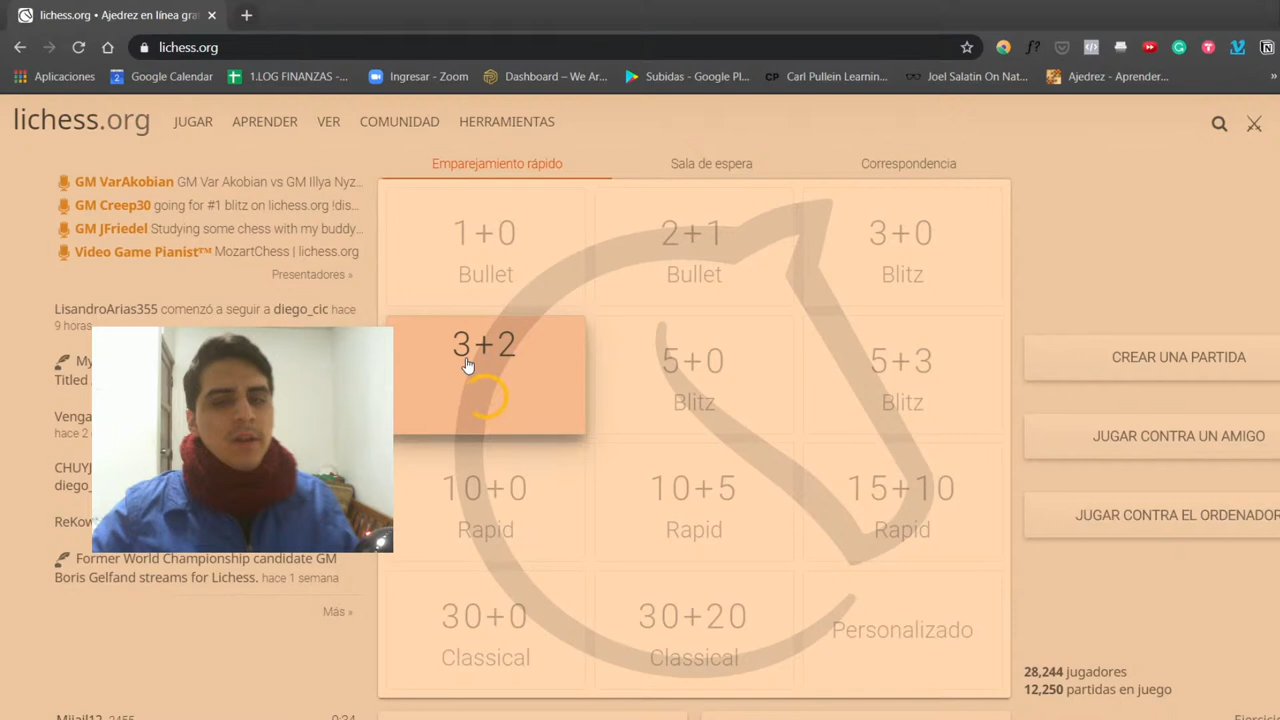 lichess.org • Ajedrez en línea gra
lichess.org
Aplicaciones
2 Google Calendar
1.LOG FINANZAS -...
Ingresar - Zoom
Dashboard – We Ar...
Subidas - Google Pl...
CP Carl Pullein Learnin...
Joel Salatin On Nat...
Ajedrez - Aprender...
»
lichess.org
JUGAR
APRENDER
VER
COMUNIDAD
HERRAMIENTAS
Emparejamiento rápido
Sala de espera
Correspondencia
GM VarAkobian GM Var Akobian vs GM Illya Nyz...
GM Creep30 going for #1 blitz on lichess.org !dis...
GM JFriedel Studying some chess with my buddy...
Video Game Pianist™ MozartChess | lichess.org
Presentadores »
LisandroArias355 comenzó a seguir a diego_cic hace
9 horas
My
Titled
Venga
hace 2
CHUYJ
diego_
ReKow
Former World Championship candidate GM
Boris Gelfand streams for Lichess. hace 1 semana
Más »
1+0
Bullet
2+1
Bullet
3+0
Blitz
3+2
5+0
Blitz
5+3
Blitz
10+0
Rapid
10+5
Rapid
15+10
Rapid
30+0
Classical
30+20
Classical
Personalizado
CREAR UNA PARTIDA
JUGAR CONTRA UN AMIGO
JUGAR CONTRA EL ORDENADOR
28,244 jugadores
12,250 partidas en juego